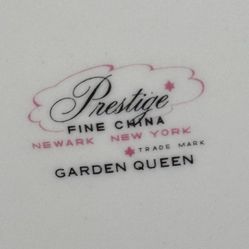 Prestige
FINE CHINA
NEWARK NEW YORK
TRADE MARK
GARDEN QUEEN